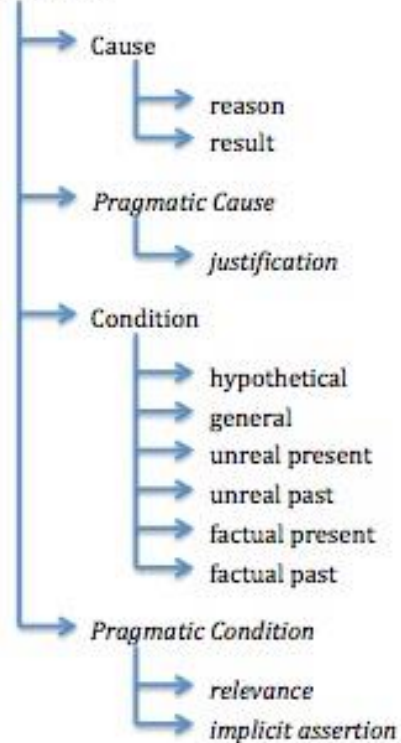 Cause
reason
result
Pragmatic Cause
justification
Condition
hypothetical
general
unreal present
unreal past
factual present
factual past
Pragmatic Condition
relevance
implicit assertion